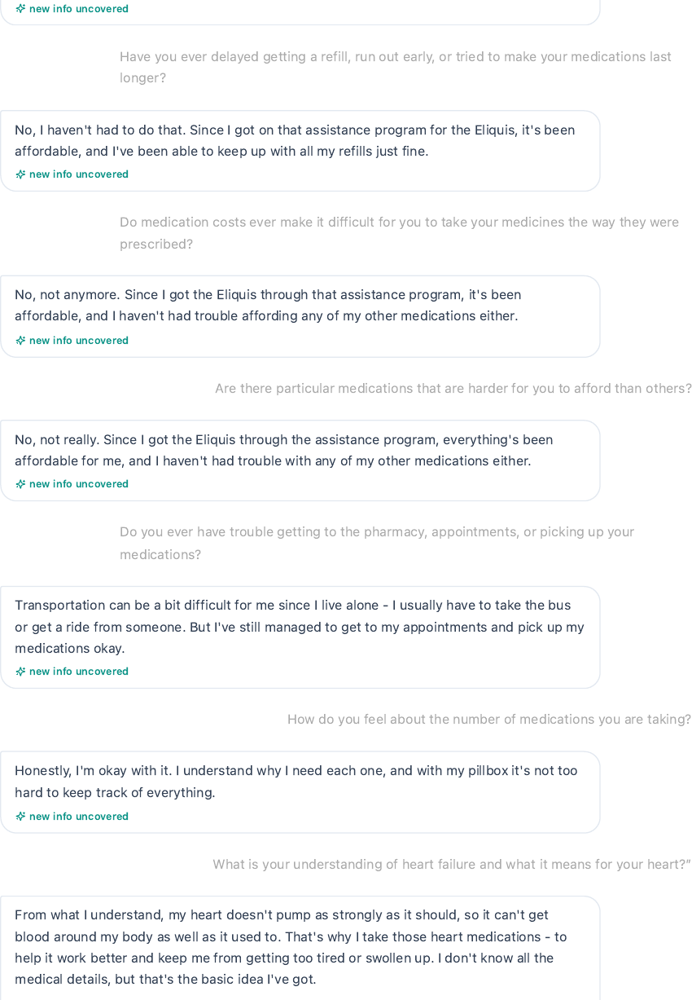 new info uncovered
Have you ever delayed getting a refill, run out early, or tried to make your medications last
longer?
No, I haven't had to do that. Since I got on that assistance program for the Eliquis, it's been
affordable, and I've been able to keep up with all my refills just fine.
new info uncovered
Do medication costs ever make it difficult for you to take your medicines the way they were
prescribed?
No, not anymore. Since I got the Eliquis through that assistance program, it's been
affordable, and I haven't had trouble affording any of my other medications either.
new info uncovered
Are there particular medications that are harder for you to afford than others?
No, not really. Since I got the Eliquis through the assistance program, everything's been
affordable for me, and I haven't had trouble with any of my other medications either.
new info uncovered
Do you ever have trouble getting to the pharmacy, appointments, or picking up your
medications?
Transportation can be a bit difficult for me since I live alone - I usually have to take the bus
or get a ride from someone. But I've still managed to get to my appointments and pick up my
medications okay.
new info uncovered
How do you feel about the number of medications you are taking?
Honestly, I'm okay with it. I understand why I need each one, and with my pillbox it's not too
hard to keep track of everything.
new info uncovered
What is your understanding of heart failure and what it means for your heart?”
From what I understand, my heart doesn't pump as strongly as it should, so it can't get
blood around my body as well as it used to. That's why I take those heart medications - to
help it work better and keep me from getting too tired or swollen up. I don't know all the
medical details, but that's the basic idea I've got.